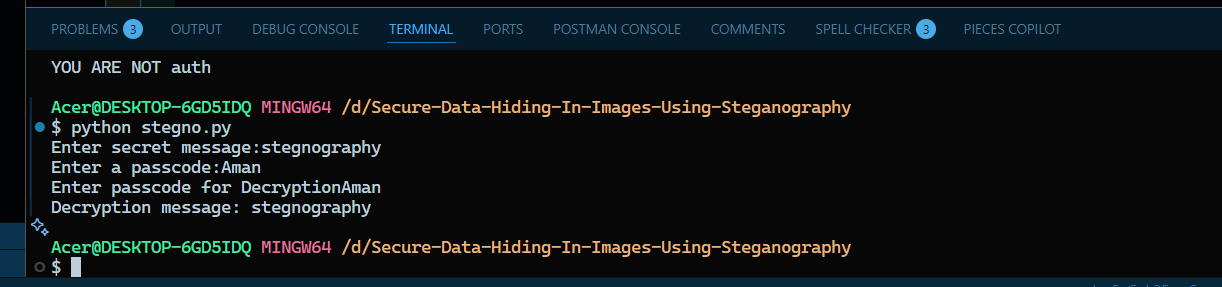 PROBLEMS 3 OUTPUT DEBUG CONSOLE TERMINAL PORTS POSTMAN CONSOLE COMMENTS SPELL CHECKER 3 PIECES COPILOT
YOU ARE NOT auth
Acer@DESKTOP-6GD5IDQ MINGW64 /d/Secure-Data-Hiding-In-Images-Using-Steganography
$ python stegno.py
Enter secret message:stegnography
Enter a passcode:Aman
Enter passcode for DecryptionAman
Decryption message: stegnography
Acer@DESKTOP-6GD5IDQ MINGW64 /d/Secure-Data-Hiding-In-Images-Using-Steganography
$